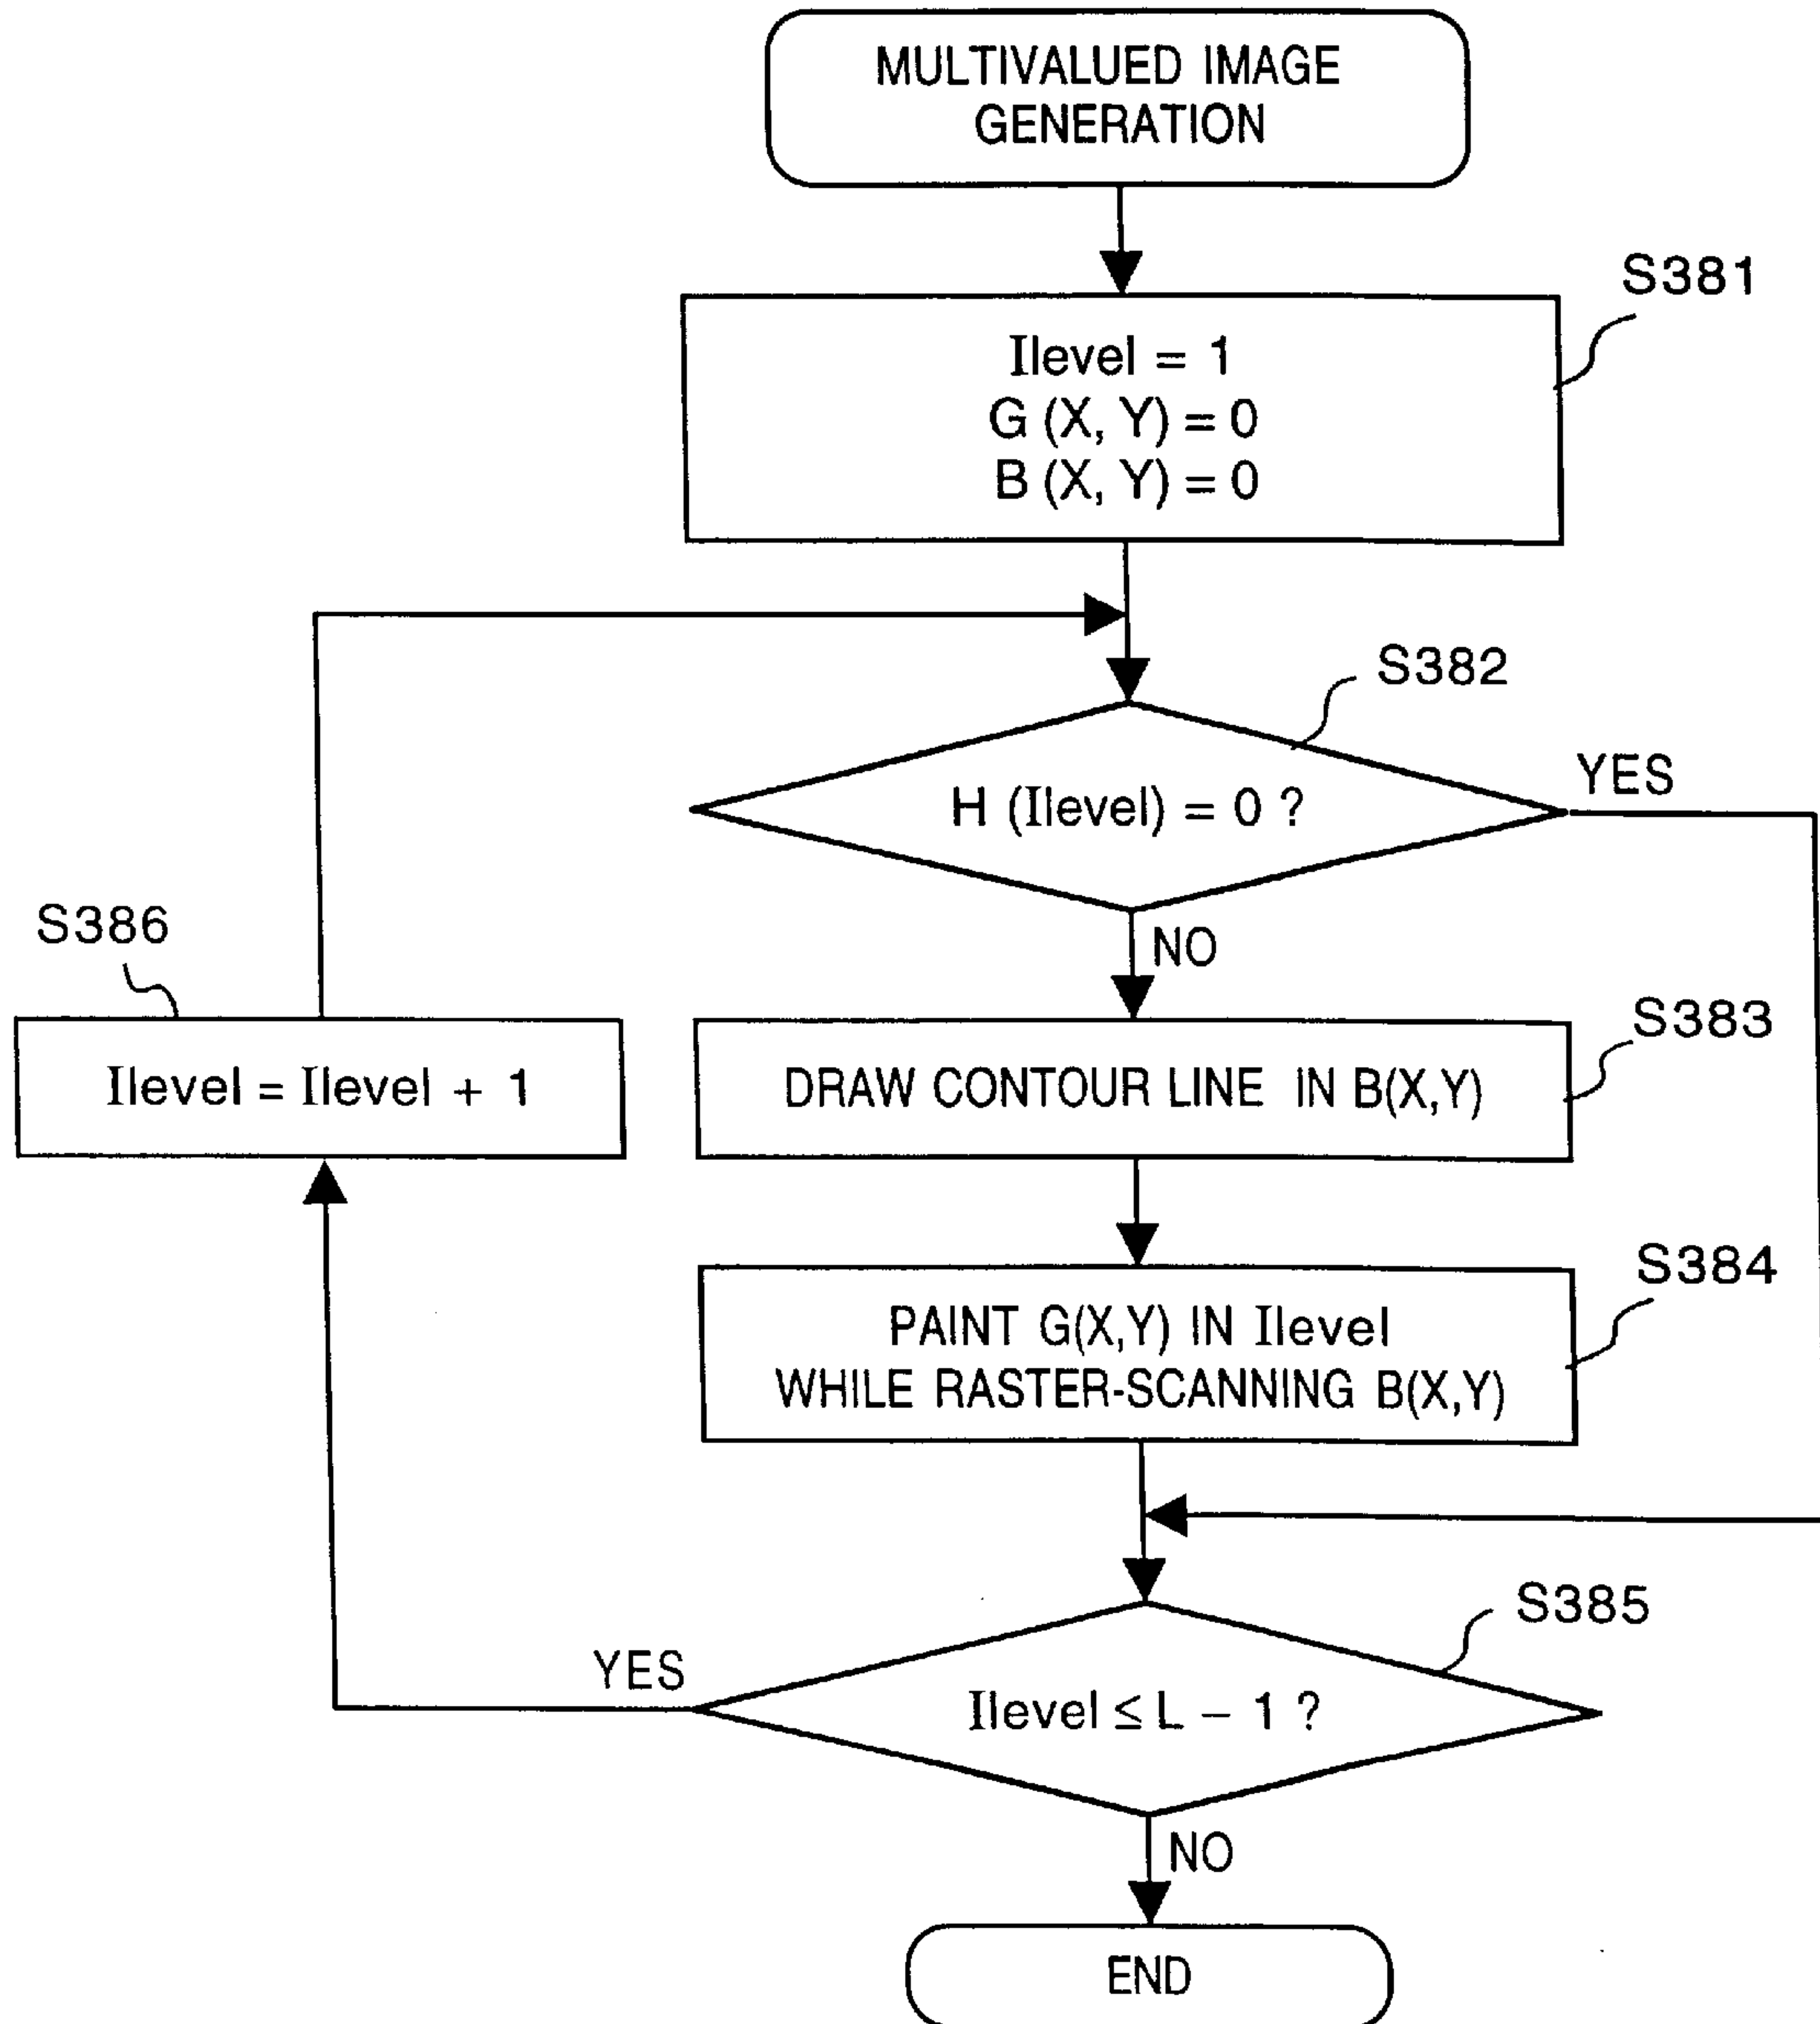 MULTIVALUED IMAGE
GENERATION
S381
Ilevel = 1
G (X, Y) = 0
B (X, Y) = 0
S382
H (Ilevel) = 0 ?
YES
NO
S386
Ilevel = Ilevel + 1
S383
DRAW CONTOUR LINE IN B(X,Y)
S384
PAINT G(X,Y) IN Ilevel
WHILE RASTER-SCANNING B(X,Y)
S385
YES
Ilevel ≤ L – 1 ?
NO
END